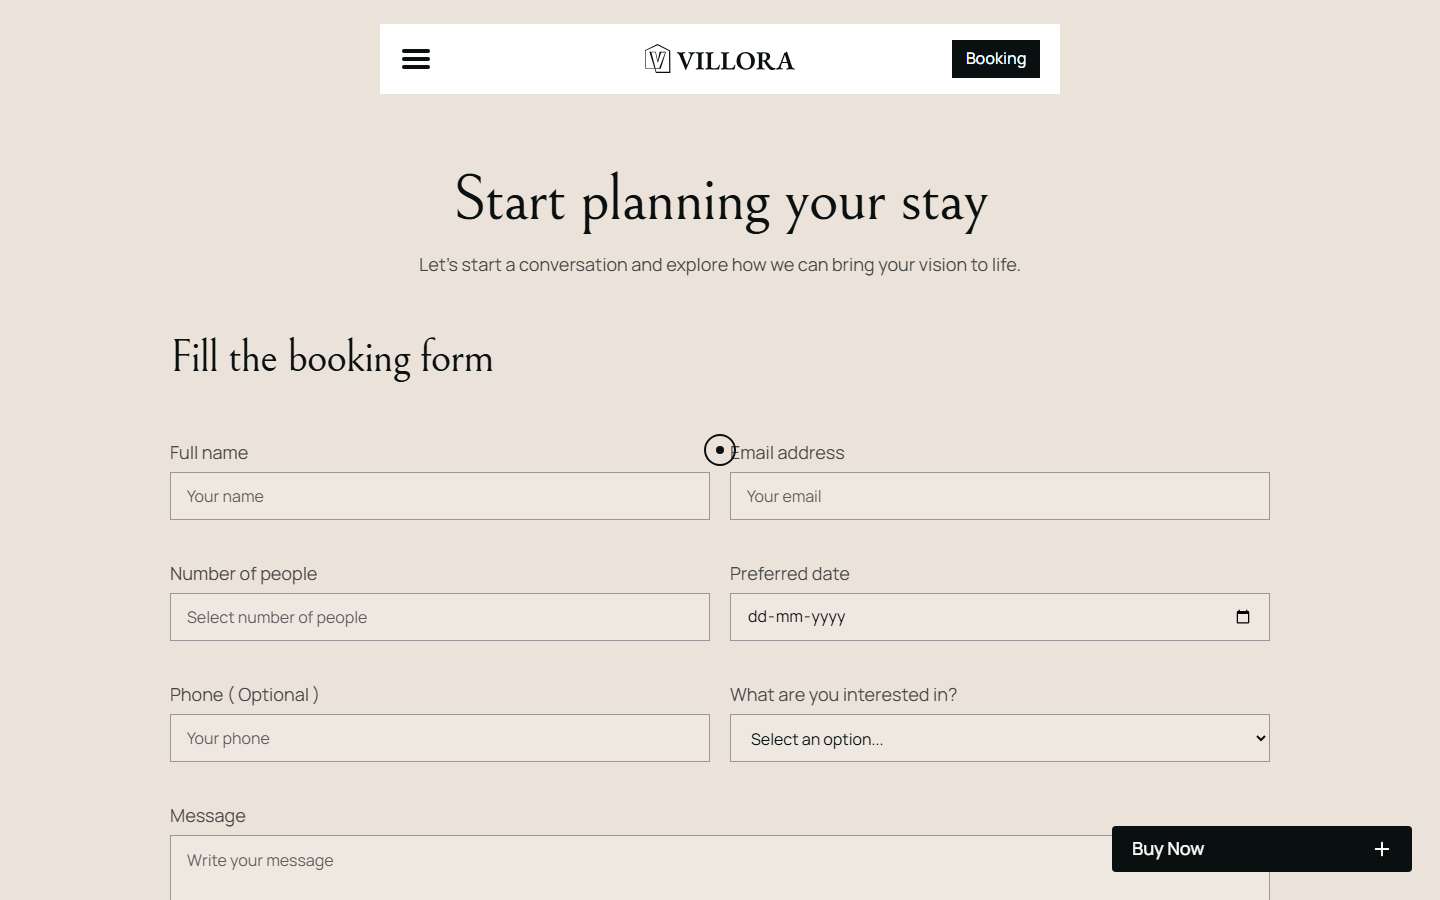 VILLORA
Booking
Start planning your stay
Let's start a conversation and explore how we can bring your vision to life.
Fill the booking form
Full name
Email address
Your name
Your email
Number of people
Preferred date
Select number of people
dd-mm-yyyy
Phone ( Optional )
What are you interested in?
Your phone
Select an option...
Message
Write your message
Buy Now